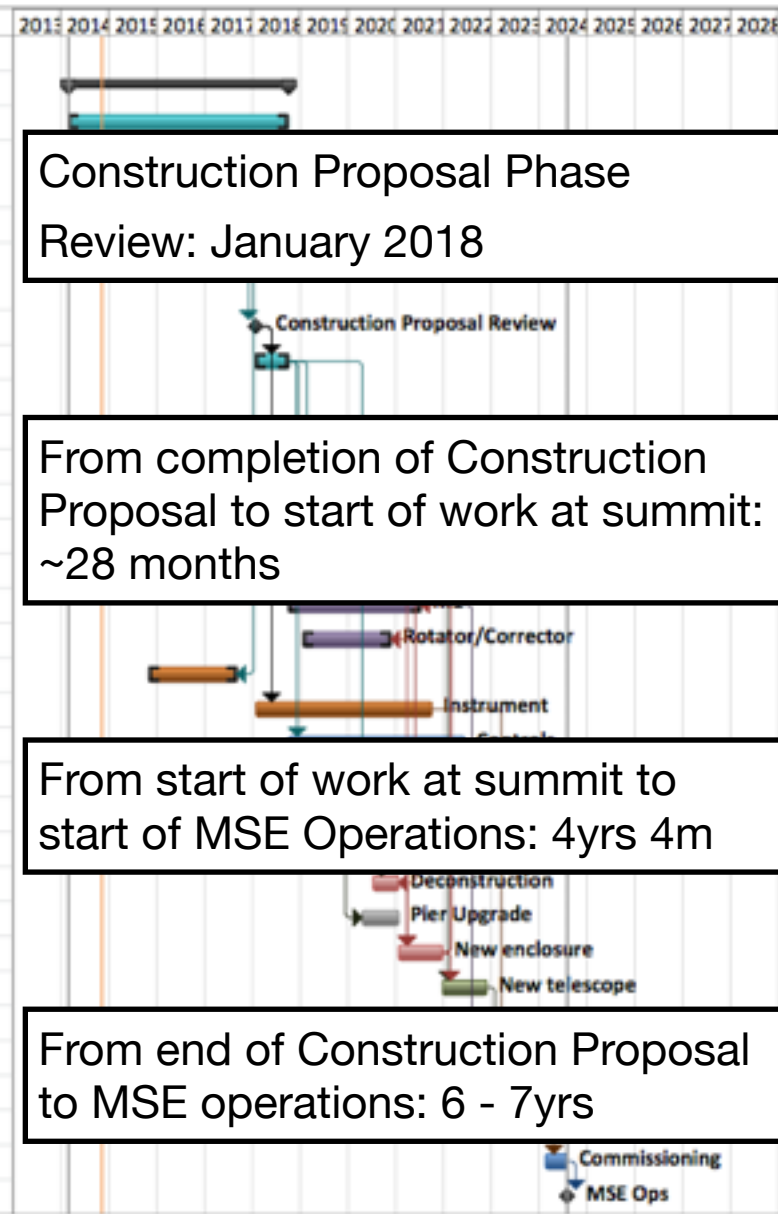 2013 2014 2015 2016 2017 2018 2019 2020 2021 2022 2023 2024 2025 2026 2027 2028
Construction Proposal Phase
Review: January 2018
Construction Proposal Review
From completion of Construction
Proposal to start of work at summit:
~28 months
Rotator/Corrector
Instrument
From start of work at summit to
start of MSE Operations: 4yrs 4m
Deconstruction
Pier Upgrade
New enclosure
New telescope
From end of Construction Proposal
to MSE operations: 6 - 7yrs
Commissioning
MSE Ops